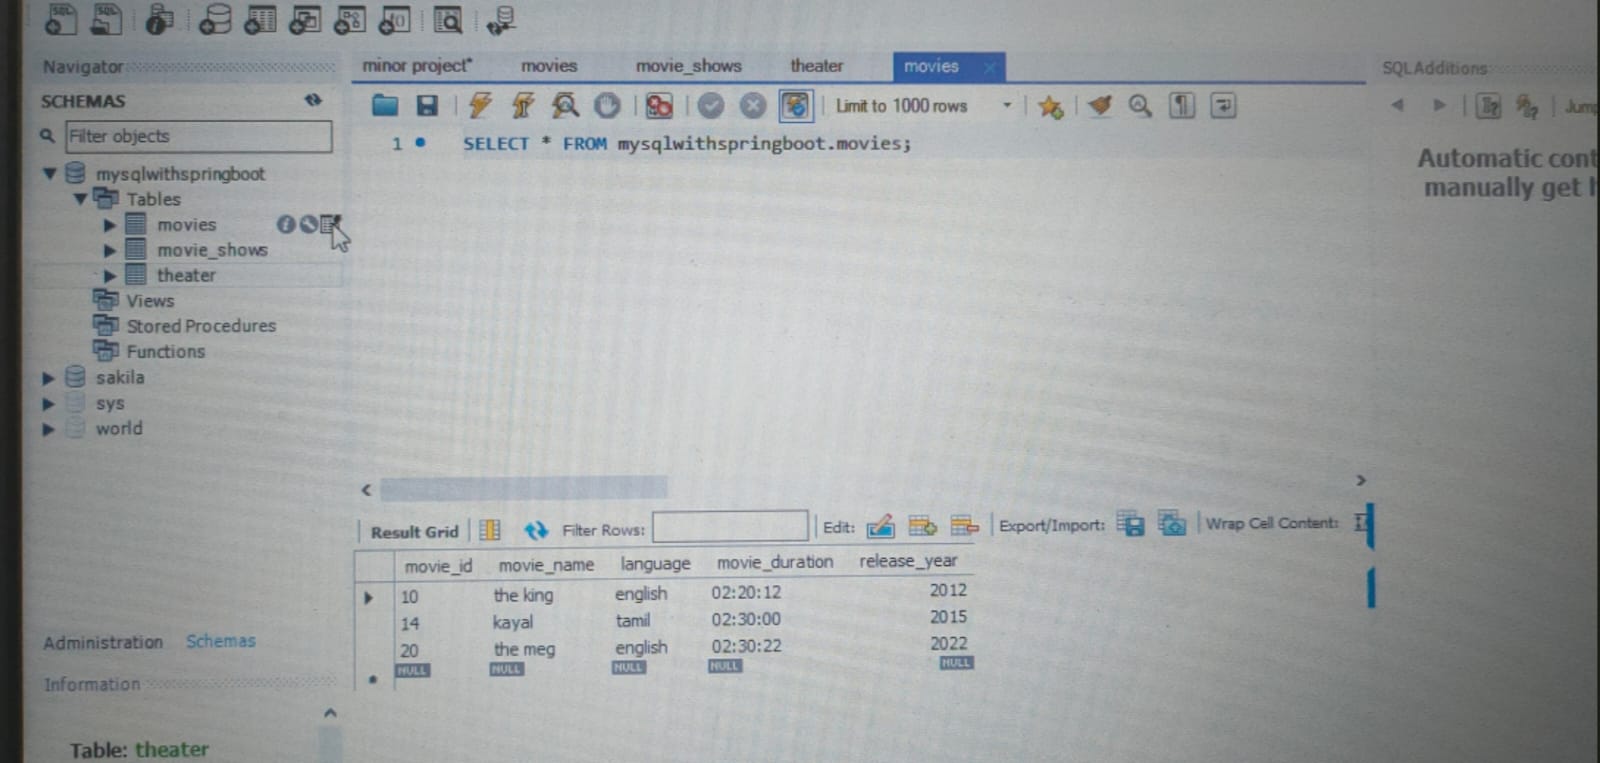 Navigator
minor project* movies movie_shows theater movies
SQLAdditions
SCHEMAS
Limit to 1000 rows
Filter objects
1 SELECT * FROM mysqlwithspringboot.movies;
Automatic
manually get
mysqlwithspringboot
Tables
movies
movie_shows
theater
Views
Stored Procedures
Functions
sakila
sys
world
Result Grid Filter Rows: Edit: Export/Import: Wrap Cell Content:
movie_id movie_name language movie_duration release_year
10 the king english 02:20:12 2012
14 kayal tamil 02:30:00 2015
20 the meg english 02:30:22 2022
NULL NULL NULL NULL NULL
Administration Schemas
Information
Table: theater